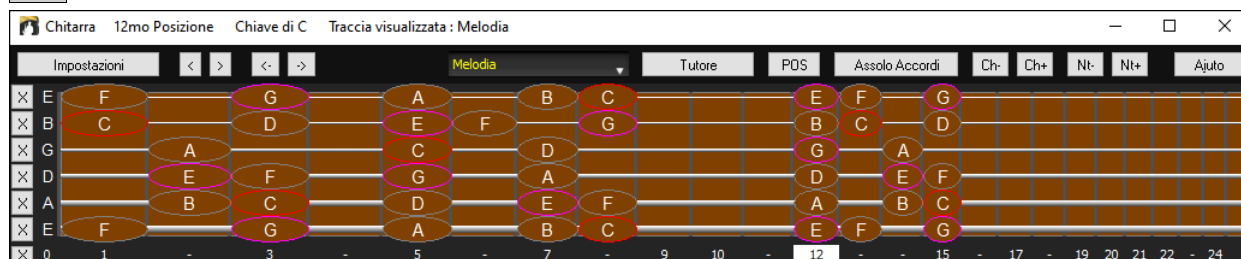 Chitarra 12mo Posizione Chiave di C Traccia visualizzata : Melodia
Impostazioni < > <- -> Melodia Tutore POS Assolo Accordi Ch- Ch+ Nt- Nt+ Ajuto
X E F G A B C E F G
X B C D E F G B C D
X G A C D G A
X D E F G A D E F
X A B C D E F A B C
X E F G A B C E F G
X 0 1 - 3 - 5 - 7 - 9 10 - 12 - - 15 - 17 - 19 20 21 22 - 24